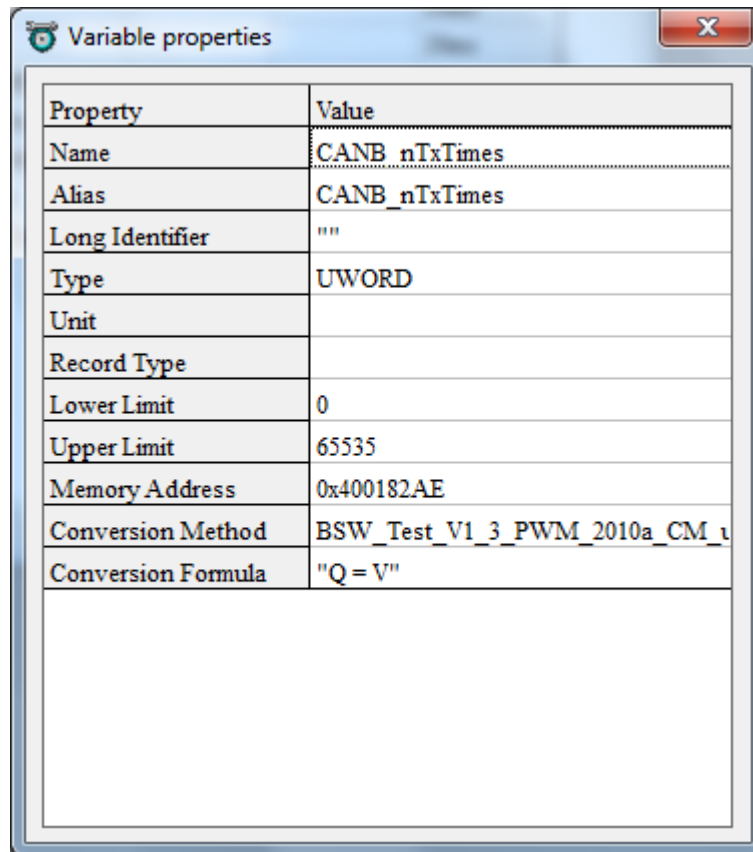 Variable properties
Property Value
Name CANB_nTxTimes
Alias CANB_nTxTimes
Long Identifier ""
Type UWORD
Unit
Record Type
Lower Limit 0
Upper Limit 65535
Memory Address 0x400182AE
Conversion Method BSW_Test_V1_3_PWM_2010a_CM_u
Conversion Formula "Q = V"